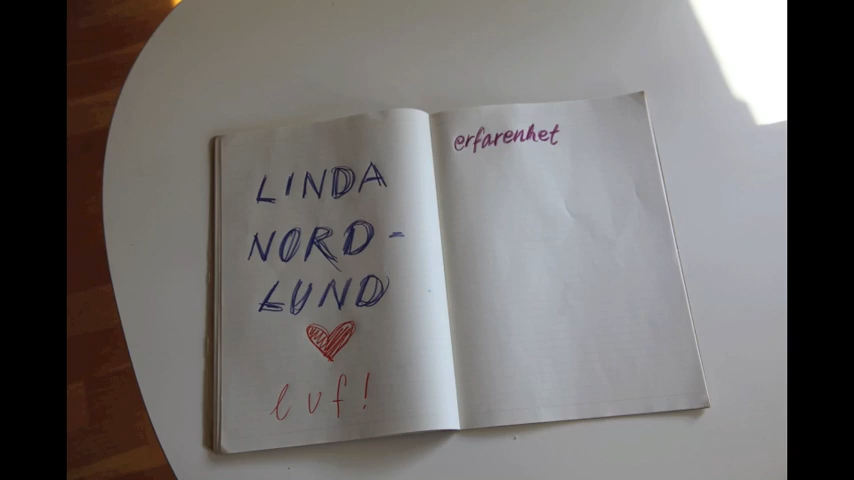 LINDA
NORD-
LUND
luf!
erfarenhet